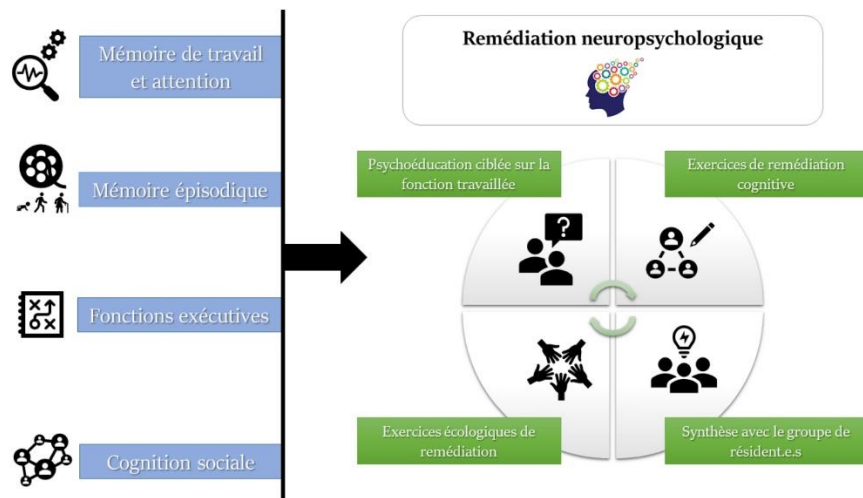 Mémoire de travail
et attention
Mémoire épisodique
Fonctions exécutives
Cognition sociale
Remédiation neuropsychologique
Psychoéducation ciblée sur la
fonction travaillée
Exercices de remédiation
cognitive
Exercices écologiques de
remédiation
Synthèse avec le groupe de
résident.e.s